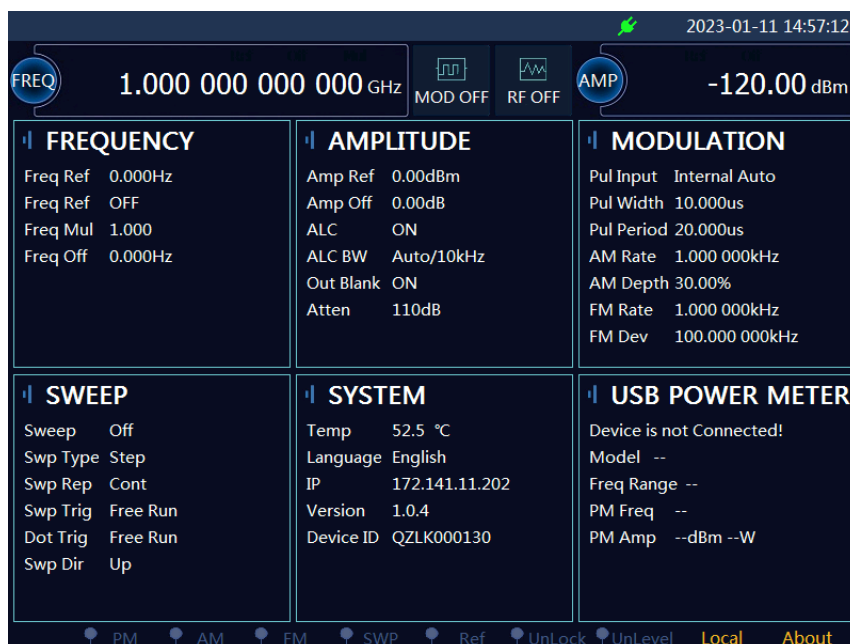 2023-01-11 14:57:12
FREQ 1.000 000 000 000 GHz MOD OFF RF OFF AMP -120.00 dBm
FREQUENCY
Freq Ref 0.000Hz
Freq Ref OFF
Freq Mul 1.000
Freq Off 0.000Hz
AMPLITUDE
Amp Ref 0.00dBm
Amp Off 0.00dB
ALC ON
ALC BW Auto/10kHz
Out Blank ON
Atten 110dB
MODULATION
Pul Input Internal Auto
Pul Width 10.000us
Pul Period 20.000us
AM Rate 1.000 000kHz
AM Depth 30.00%
FM Rate 1.000 000kHz
FM Dev 100.000 000kHz
SWEEP
Sweep Off
Swp Type Step
Swp Rep Cont
Swp Trig Free Run
Dot Trig Free Run
Swp Dir Up
SYSTEM
Temp 52.5 ℃
Language English
IP 172.141.11.202
Version 1.0.4
Device ID QZLK000130
USB POWER METER
Device is not Connected!
Model --
Freq Range --
PM Freq --
PM Amp --dBm --W
PM AM FM SWP Ref UnLock UnLevel Local About